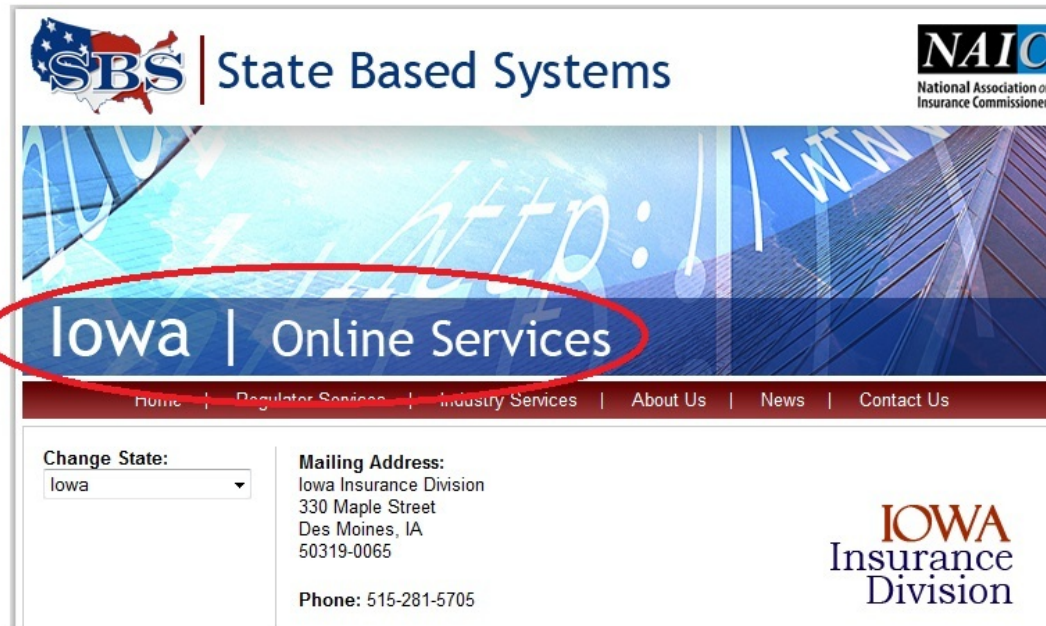 SBS | State Based Systems
NAIC
National Association of
Insurance Commissioner
http:
www
Iowa | Online Services
Home | Regulator Services | Industry Services | About Us | News | Contact Us
Change State:
Iowa
Mailing Address:
Iowa Insurance Division
330 Maple Street
Des Moines, IA
50319-0065
Phone: 515-281-5705
IOWA
Insurance
Division